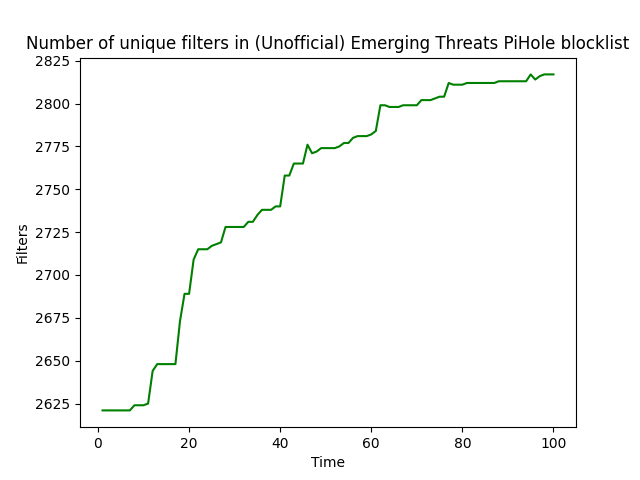 Number of unique filters in (Unofficial) Emerging Threats PiHole blocklist
2825
2800
2775
2750
2725
2700
2675
2650
2625
Filters
0 20 40 60 80 100
Time